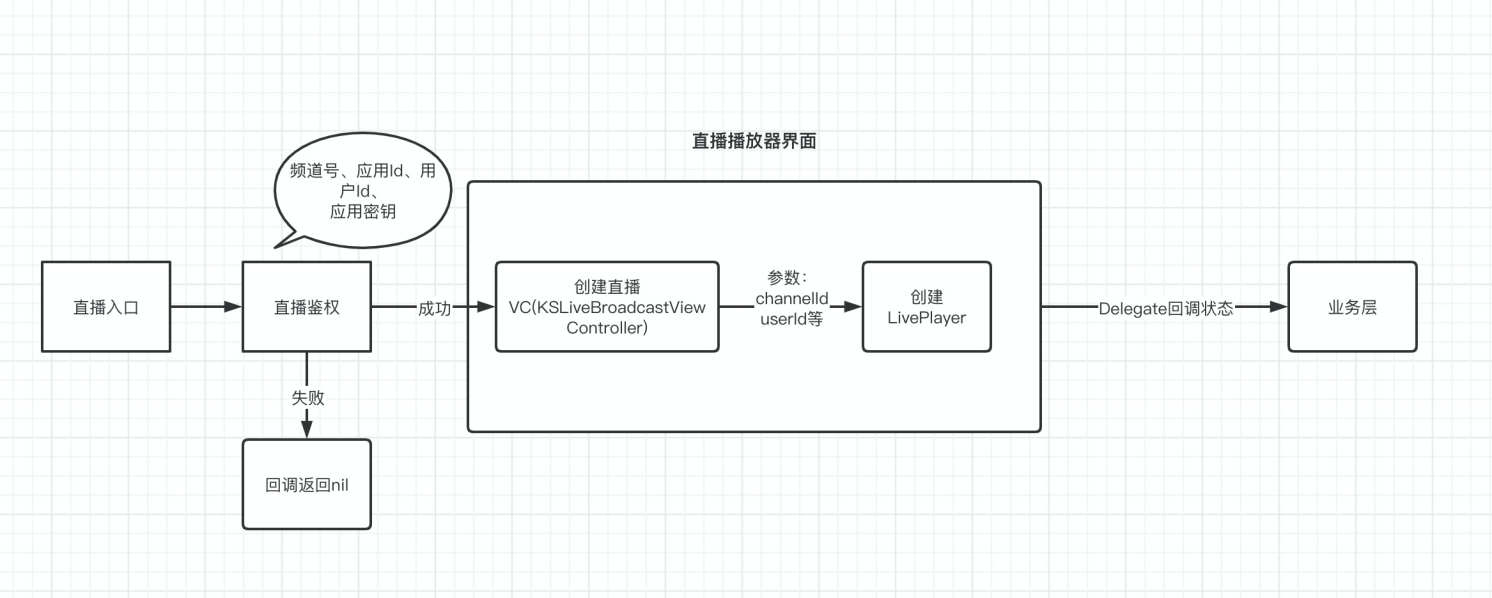 直播播放器界面
频道号、应用Id、用
户Id、
应用密钥
直播入口
直播鉴权
成功
创建直播
VC(KSLiveBroadcastView
Controller)
参数：
channelId
userId等
创建
LivePlayer
Delegate回调状态
业务层
失败
回调返回nil